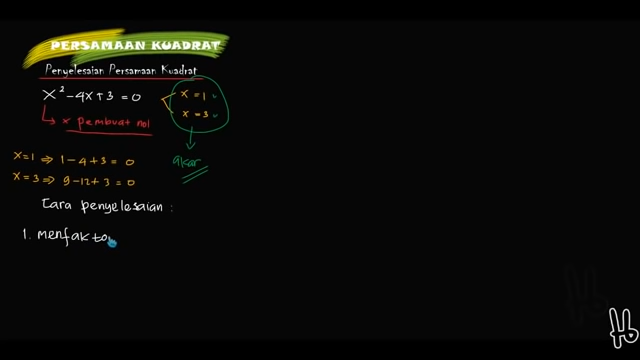 PERSAMAAN KUADRAT
Penyelesaian Persamaan Kuadrat
x² - 4x + 3 = 0
x = 1
x = 3
x pembuat nol
akar
x = 1 ⇒ 1 - 4 + 3 = 0
x = 3 ⇒ 9 - 12 + 3 = 0
Cara penyelesaian :
1. menfakto